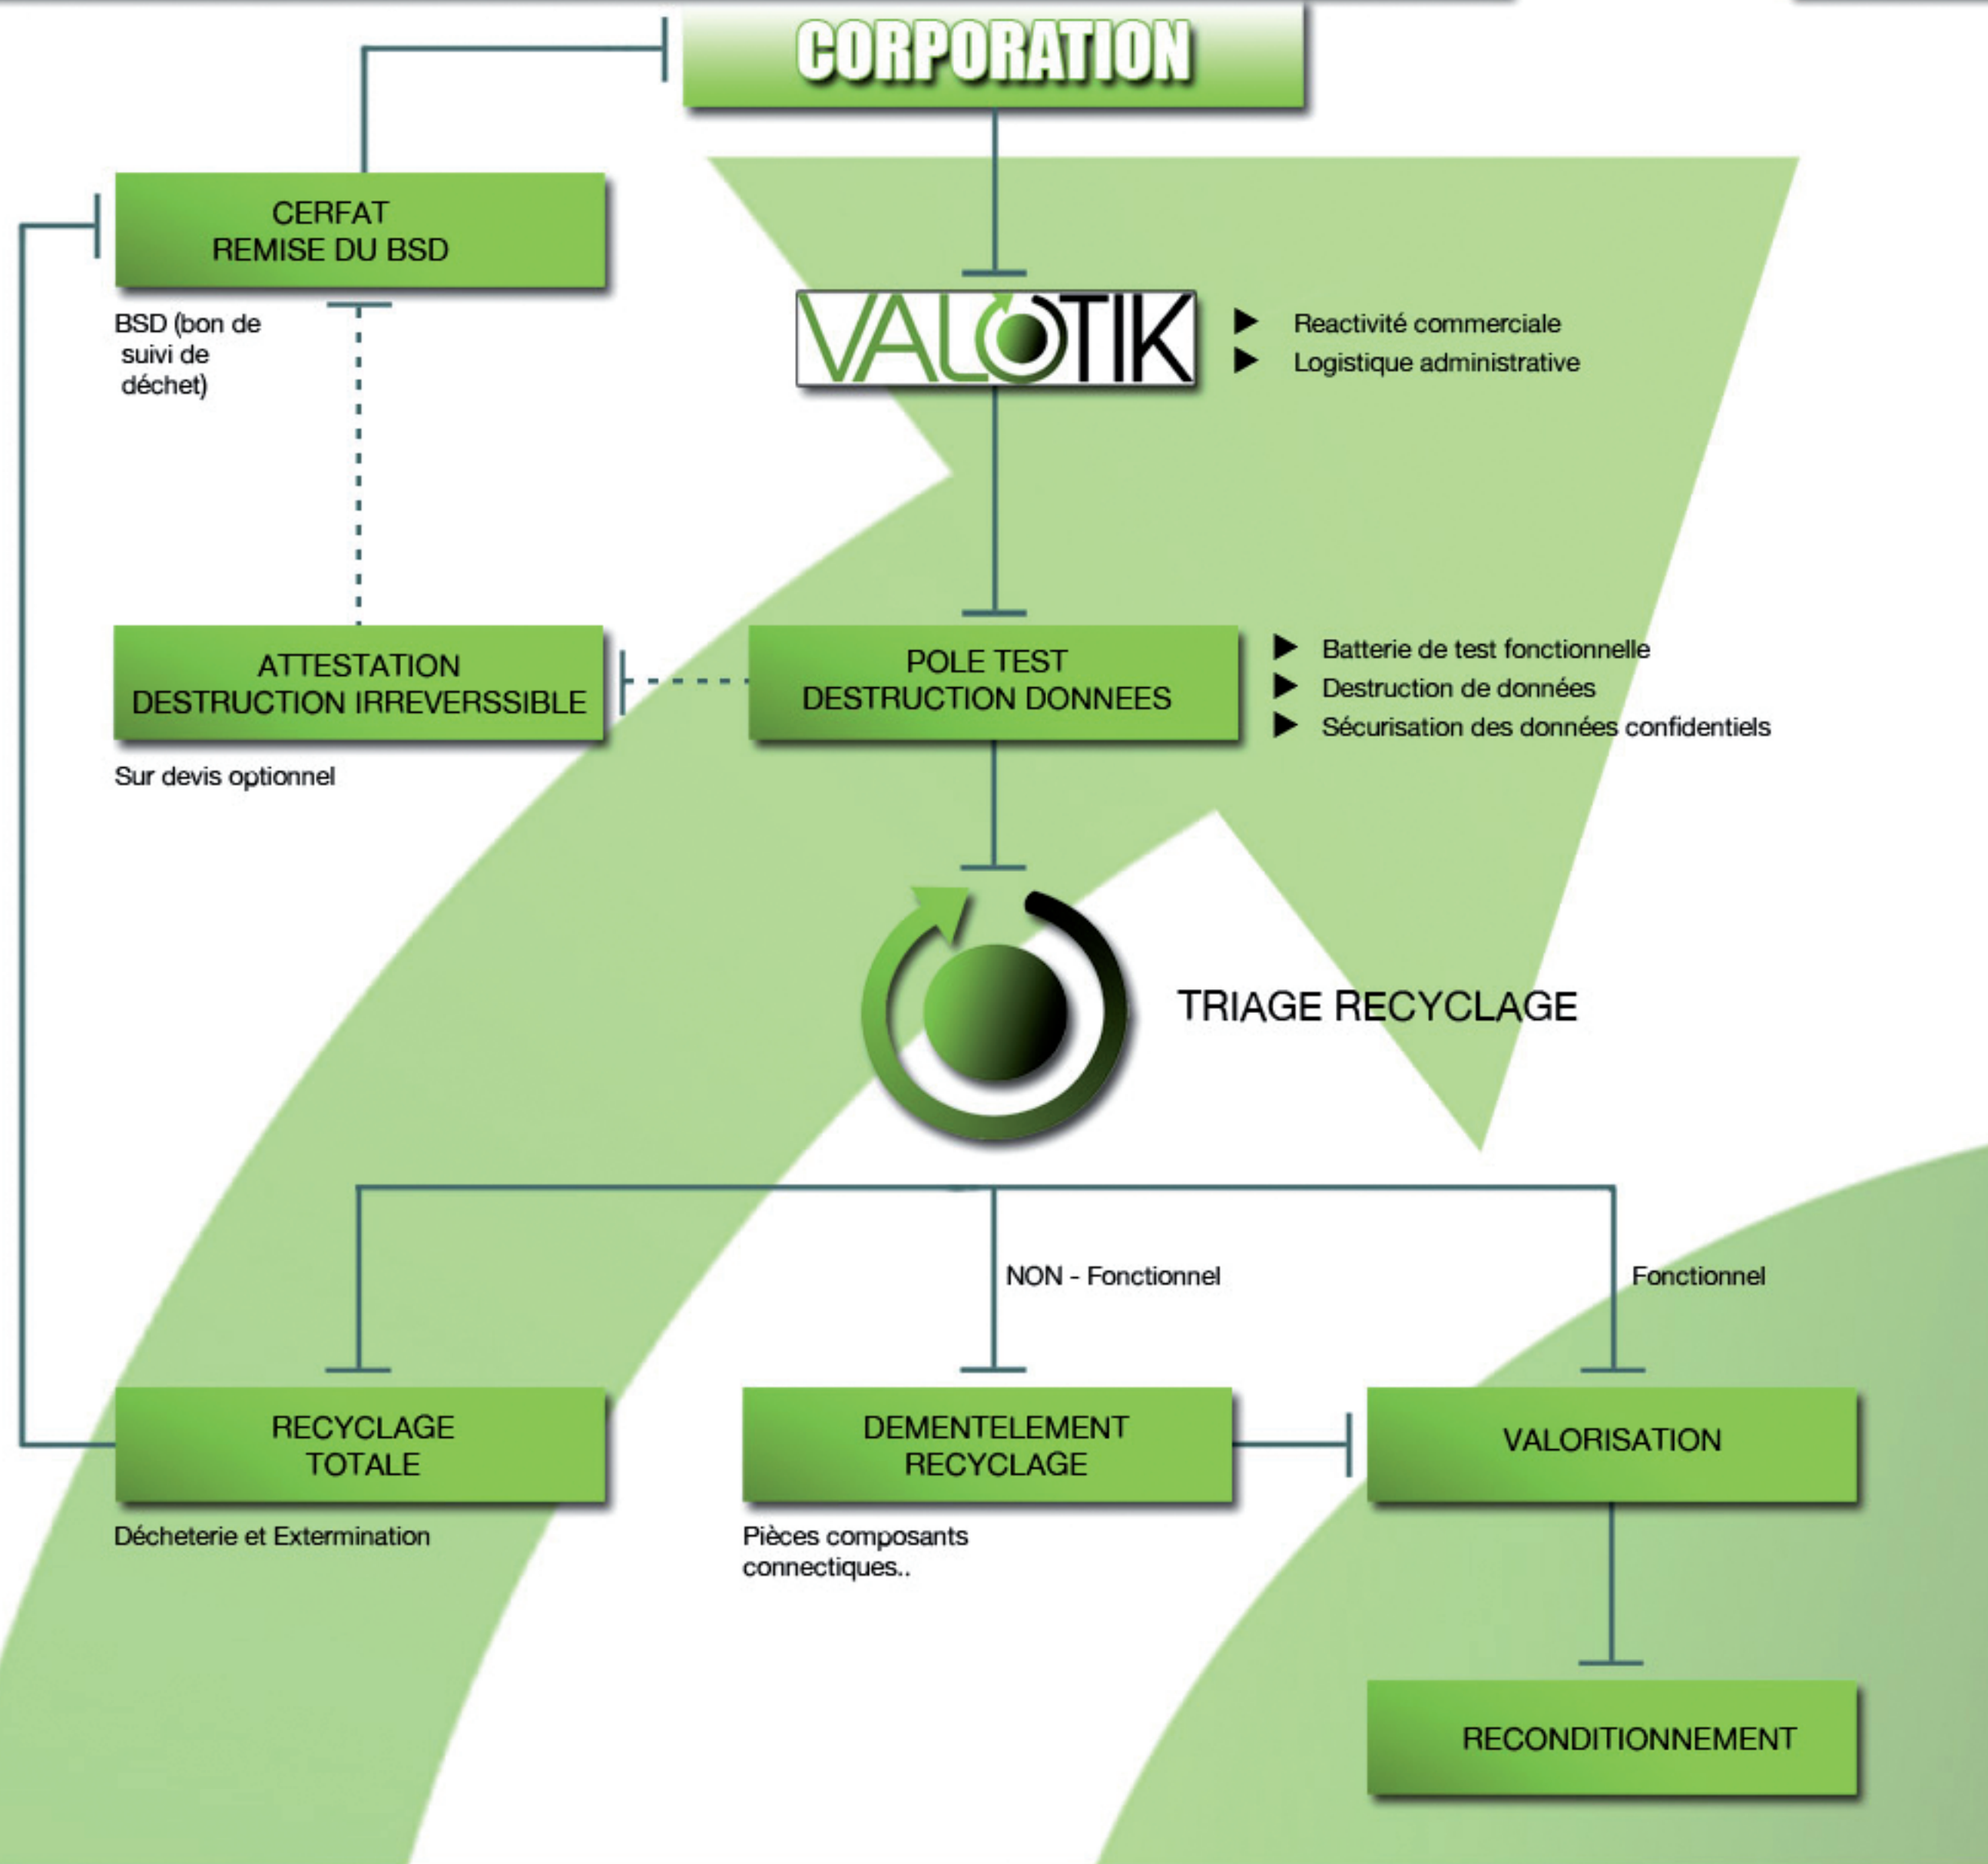 CORPORATION
CERFAT
REMISE DU BSD
BSD (bon de
suivi de
déchet)
VALOTIK
Reactivité commerciale
Logistique administrative
ATTESTATION
DESTRUCTION IRREVERSSIBLE
Sur devis optionnel
POLE TEST
DESTRUCTION DONNEES
Batterie de test fonctionnelle
Destruction de données
Sécurisation des données confidentiels
TRIAGE RECYCLAGE
NON - Fonctionnel
Fonctionnel
RECYCLAGE
TOTALE
Décheterie et Extermination
DEMENTELEMENT
RECYCLAGE
Pièces composants
connectiques..
VALORISATION
RECONDITIONNEMENT